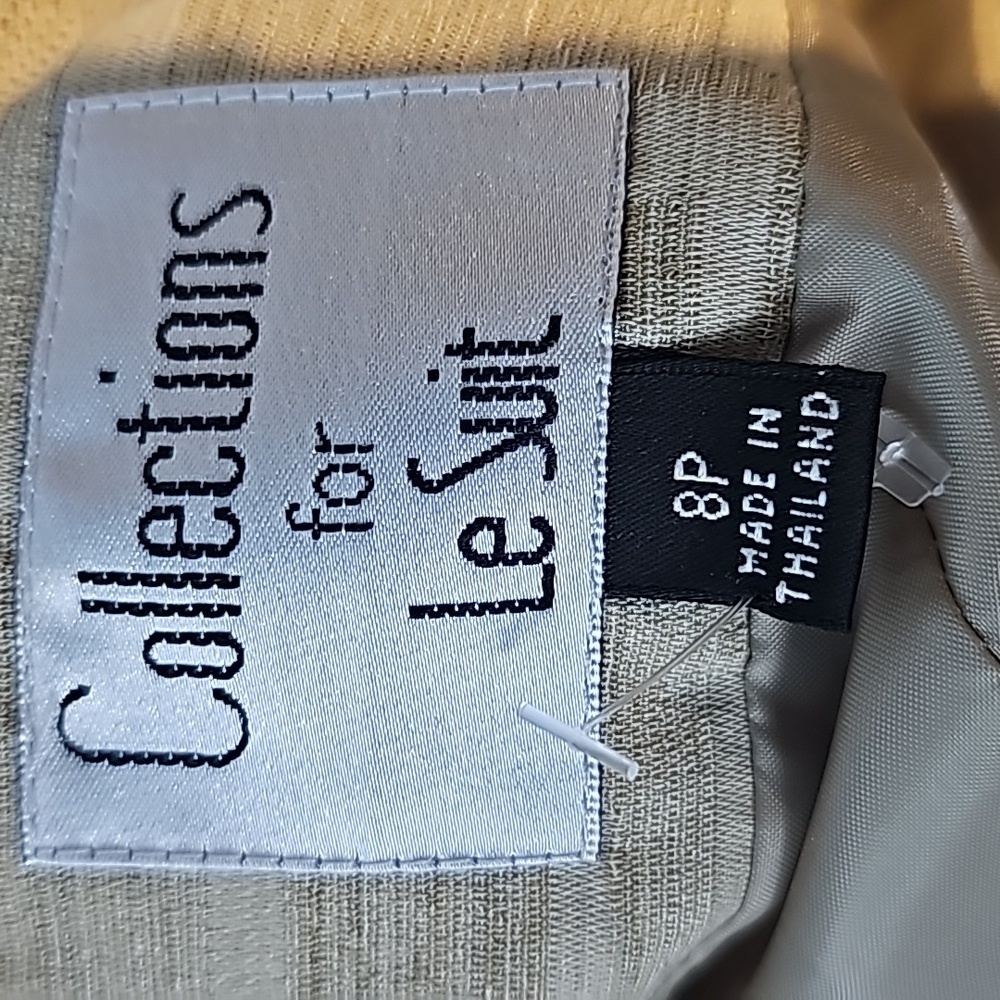 Collections
for
Le Suit
8P
MADE IN
THAILAND